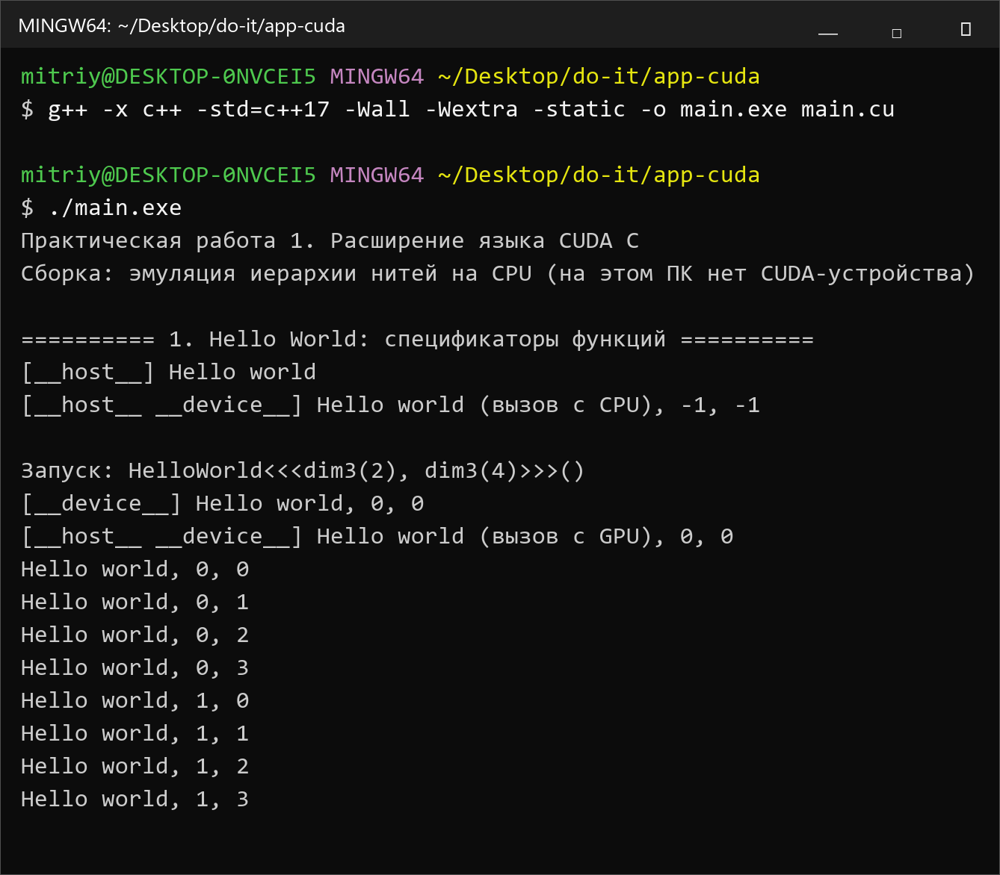 MINGW64: ~/Desktop/do-it/app-cuda
mitriy@DESKTOP-0NVCEI5 MINGW64 ~/Desktop/do-it/app-cuda
$ g++ -x c++ -std=c++17 -Wall -Wextra -static -o main.exe main.cu
mitriy@DESKTOP-0NVCEI5 MINGW64 ~/Desktop/do-it/app-cuda
$ ./main.exe
Практическая работа 1. Расширение языка CUDA C
Сборка: эмуляция иерархии нитей на CPU (на этом ПК нет CUDA-устройства)
========== 1. Hello World: спецификаторы функций ==========
[__host__] Hello world
[__host__ __device__] Hello world (вызов с CPU), -1, -1
Запуск: HelloWorld<<<dim3(2), dim3(4)>>>()
[__device__] Hello world, 0, 0
[__host__ __device__] Hello world (вызов с GPU), 0, 0
Hello world, 0, 0
Hello world, 0, 1
Hello world, 0, 2
Hello world, 0, 3
Hello world, 1, 0
Hello world, 1, 1
Hello world, 1, 2
Hello world, 1, 3